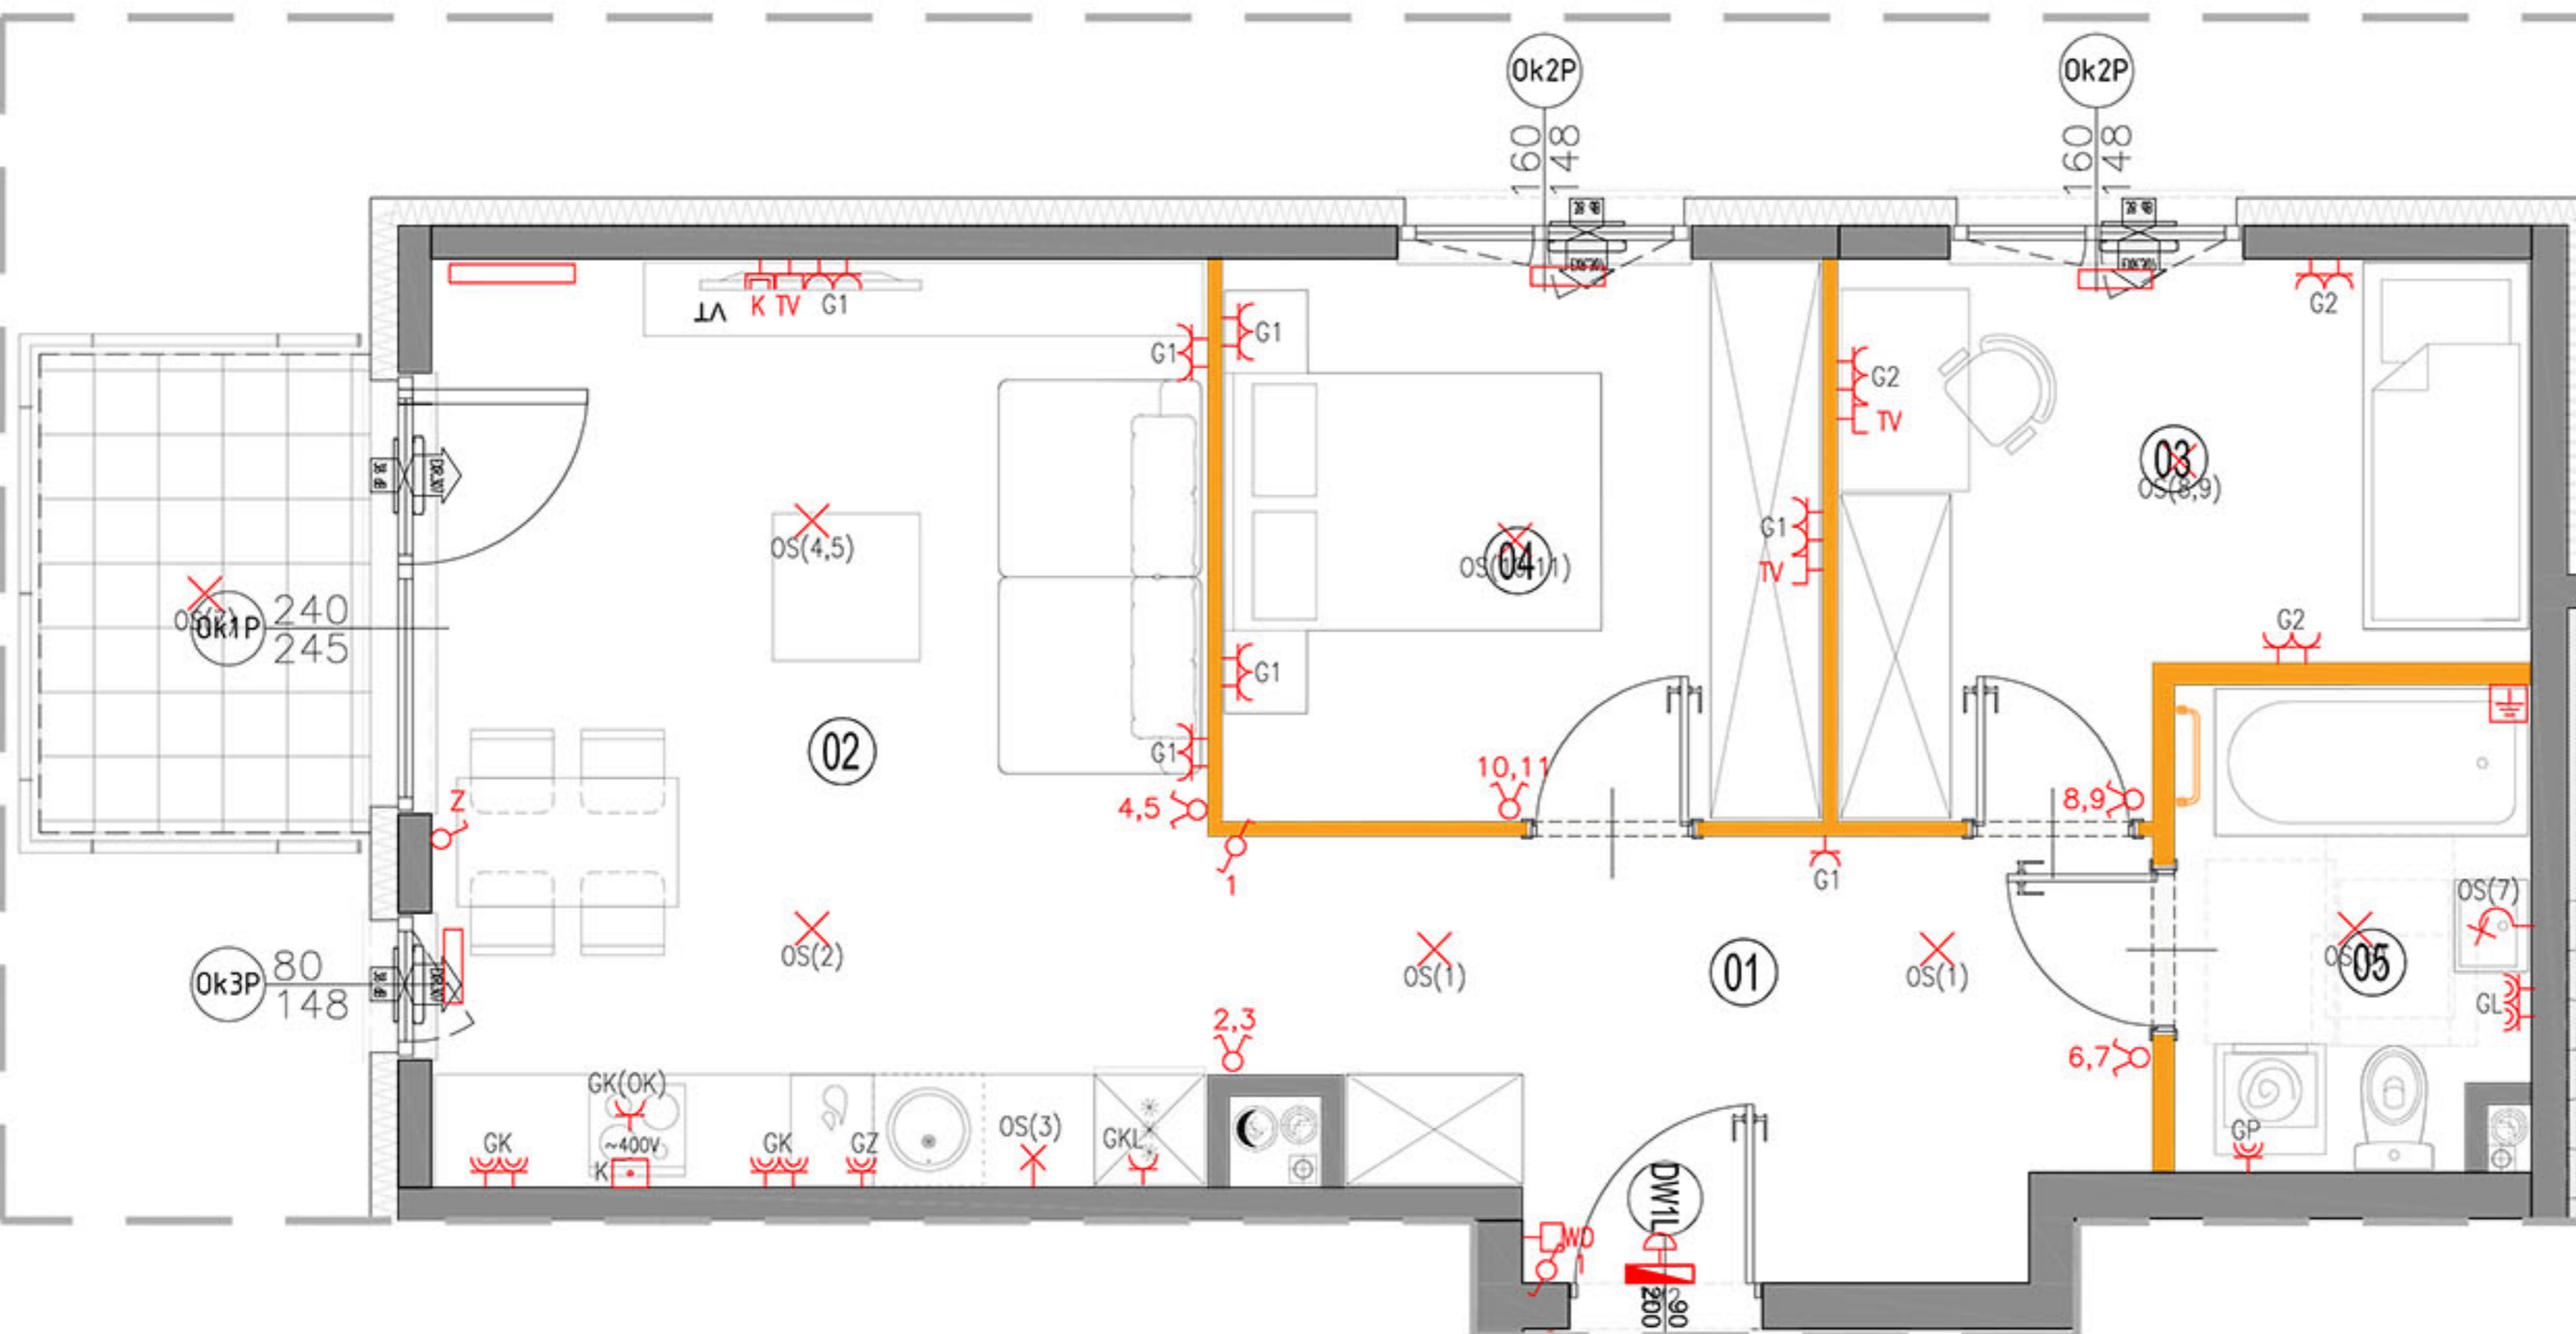 Ok2P
Ok2P
160
148
160
148
TV
K TV
G1
G1
G1
G2
G2
TV
03
OS(8,9)
OS(4,5)
G1
TV
04
Ok1P
240
245
G2
G1
02
G1
Z
4,5
10,11
8,9
1
G1
OS(7)
OS(2)
OS(1)
01
OS(1)
05
Ok3P
80
148
GL
2,3
6,7
GK(OK)
~400V
K
GK
GK
GZ
OS(3)
GKL
GP
DW1L
WD
1
90
200